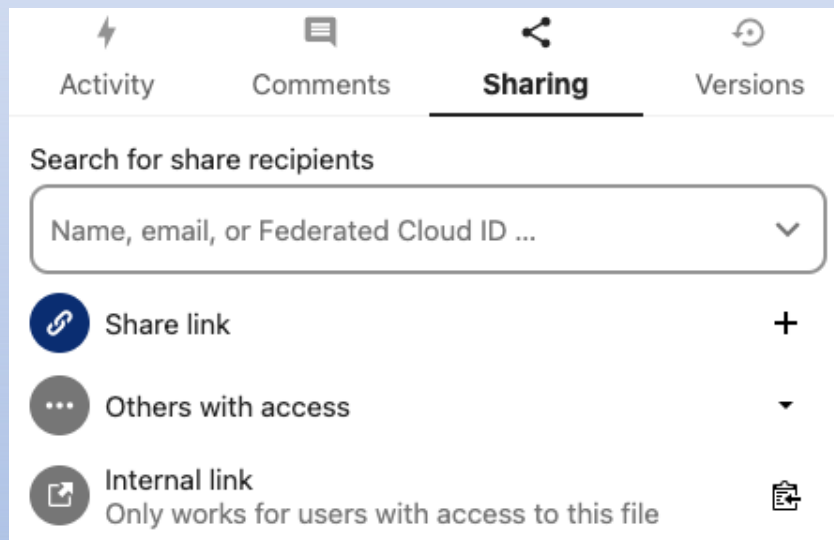 Activity Comments Sharing Versions
Search for share recipients
Name, email, or Federated Cloud ID ...
Share link
Others with access
Internal link
Only works for users with access to this file